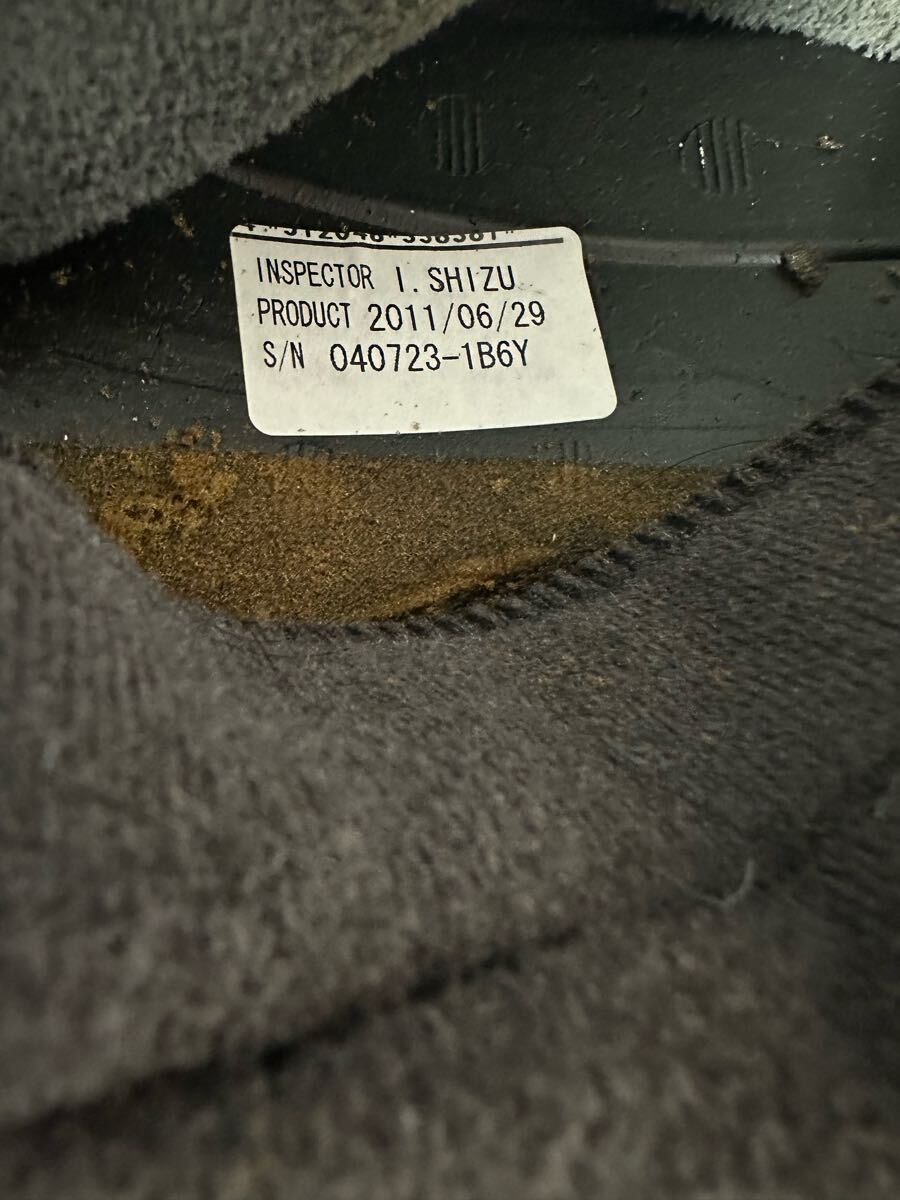 INSPECTOR I. SHIZU
PRODUCT 2011/06/29
S/N 040723-1B6Y